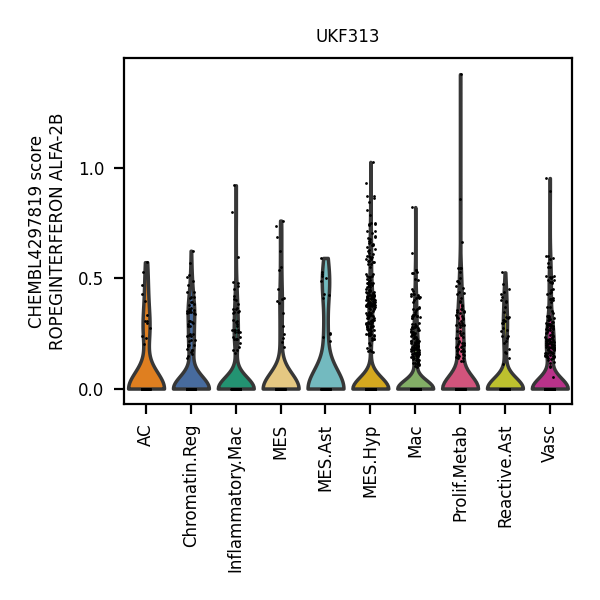 UKF313
CHEMBL4297819 score
ROPEGINTERFERON ALFA-2B
1.0
0.5
0.0
AC
Chromatin.Reg
Inflammatory.Mac
MES
MES.Ast
MES.Hyp
Mac
Prolif.Metab
Reactive.Ast
Vasc